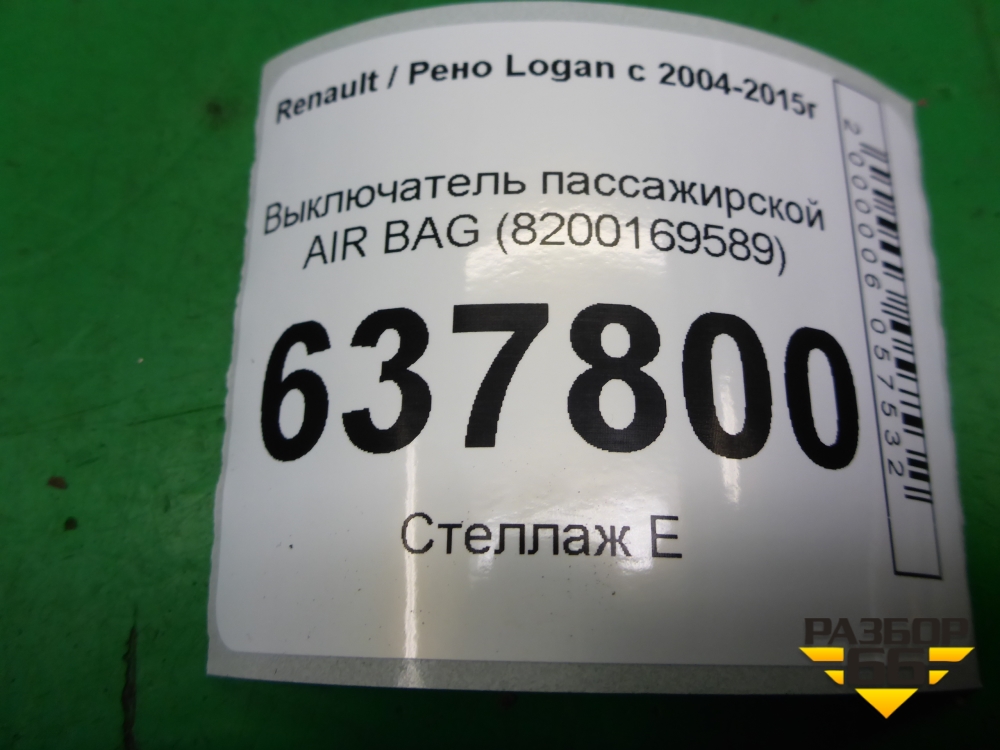 Renault / Рено Logan с 2004-2015г
Выключатель пассажирской
AIR BAG (8200169589)
637800
Стеллаж Е
2000006057532
РАЗБОР
66